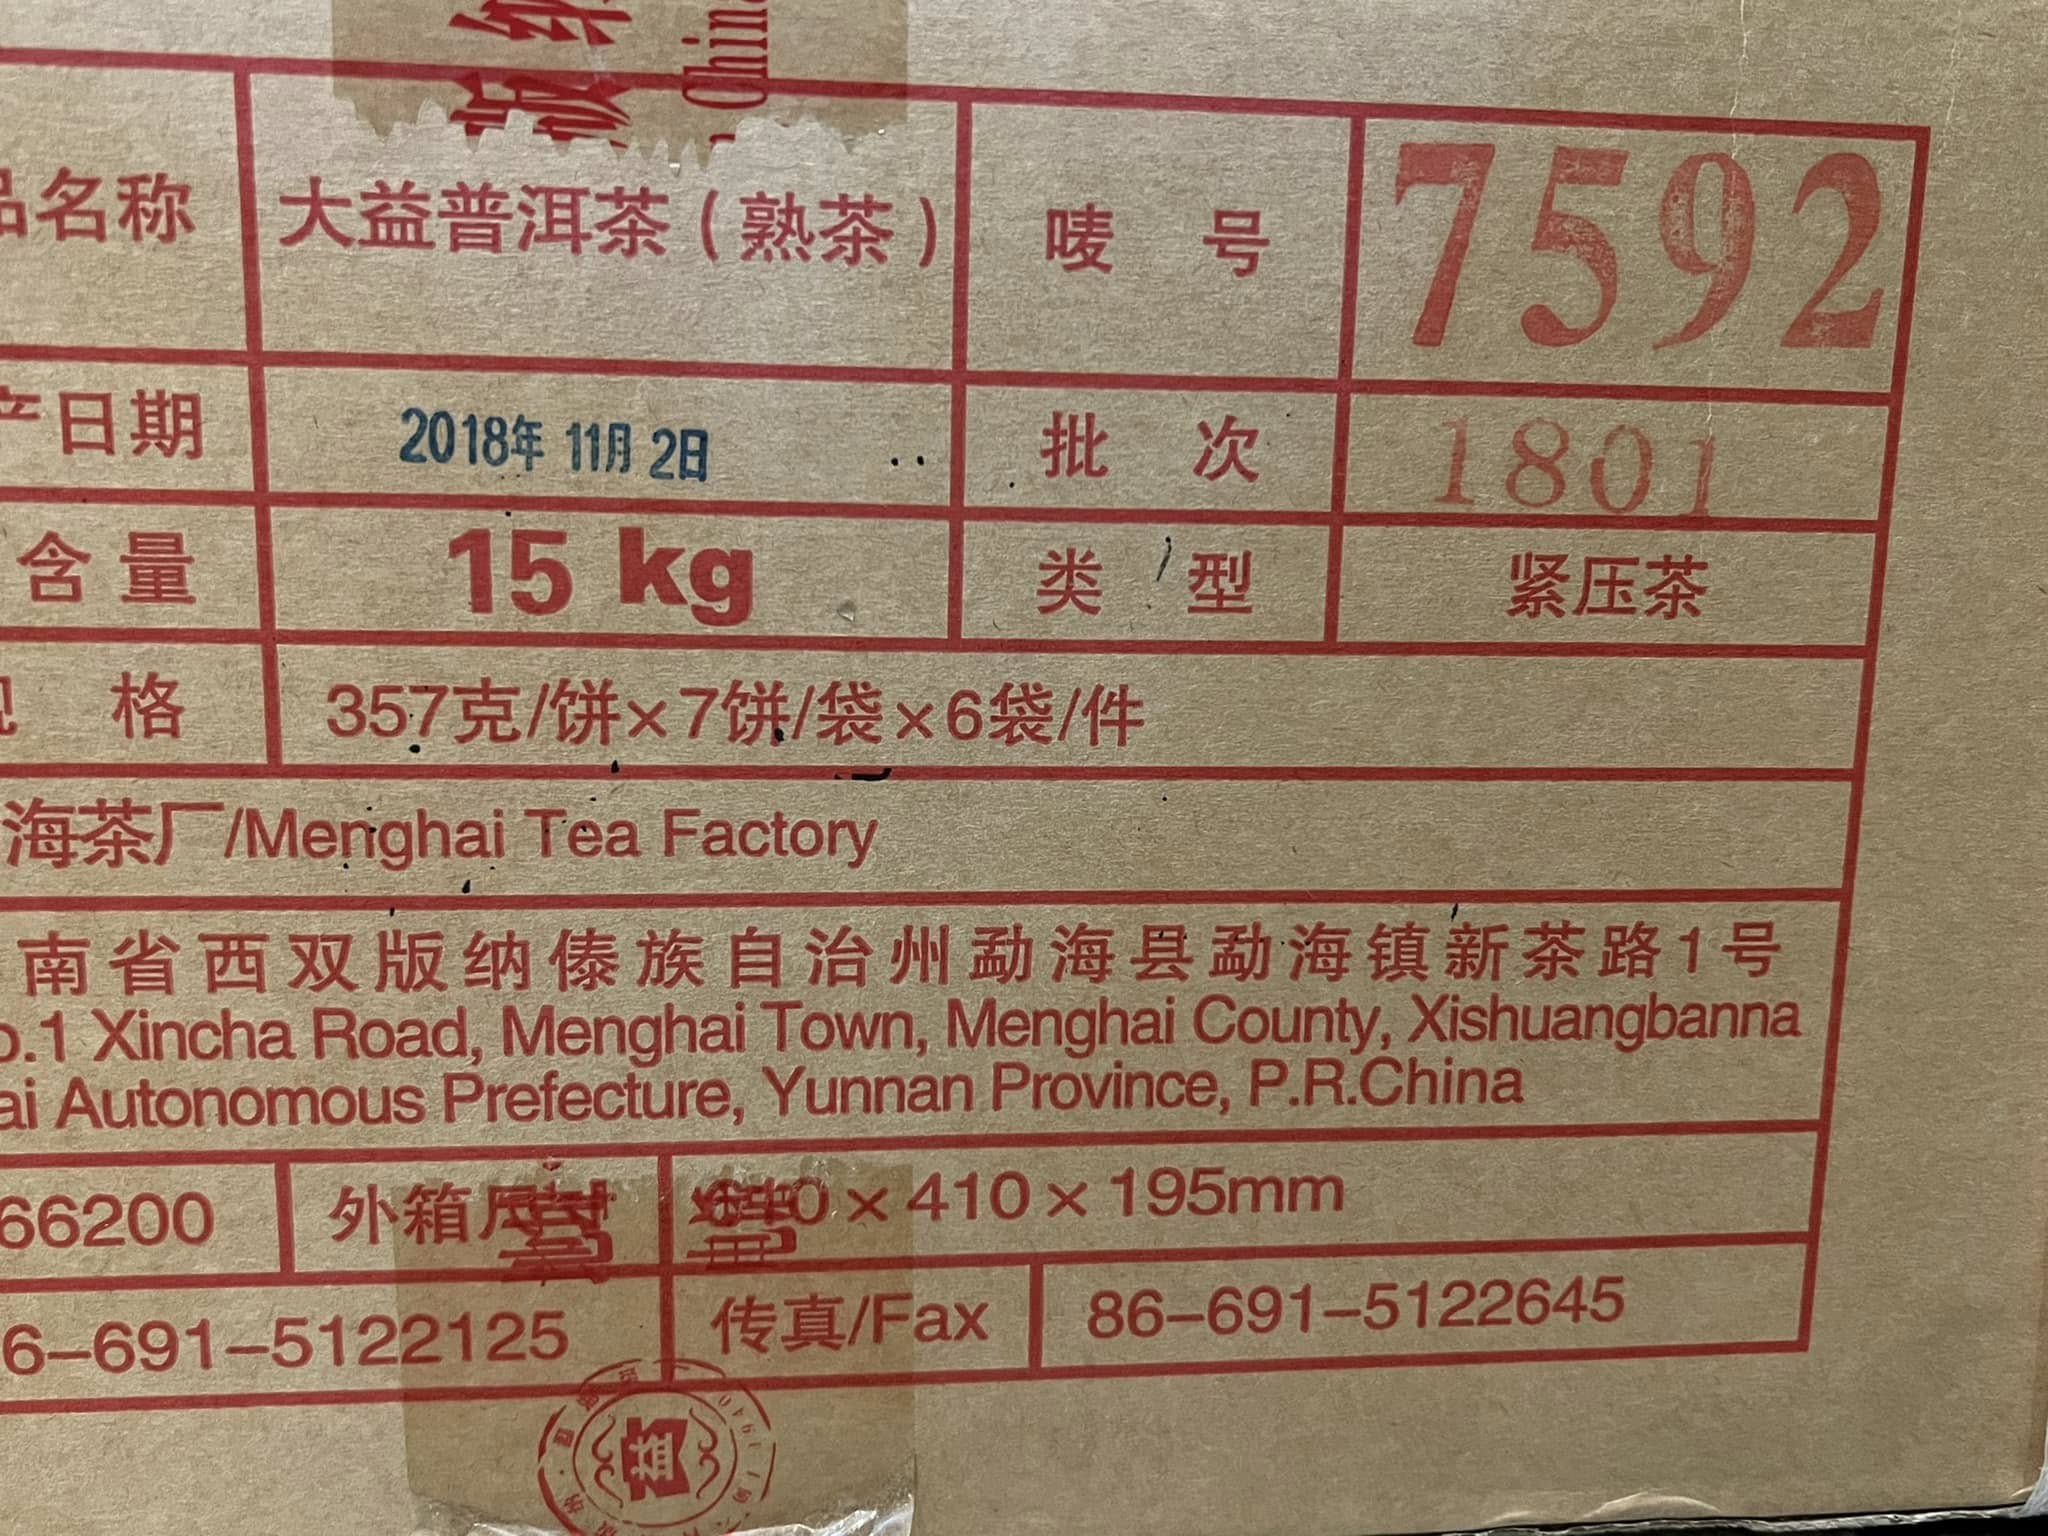 品名称 大益普洱茶(熟茶) 唛 号 7592
产日期 2018年 11月 2日 批 次 1801
含量 15 kg 类 型 紧压茶
规 格 357克/饼×7饼/袋×6袋/件
海茶厂/Menghai Tea Factory
南省西双版纳傣族自治州勐海县勐海镇新茶路1号
o.1 Xincha Road, Menghai Town, Menghai County, Xishuangbanna
ai Autonomous Prefecture, Yunnan Province, P.R.China
66200 外箱尺 × 410 × 195mm
6-691-5122125 传真/Fax 86-691-5122645
益